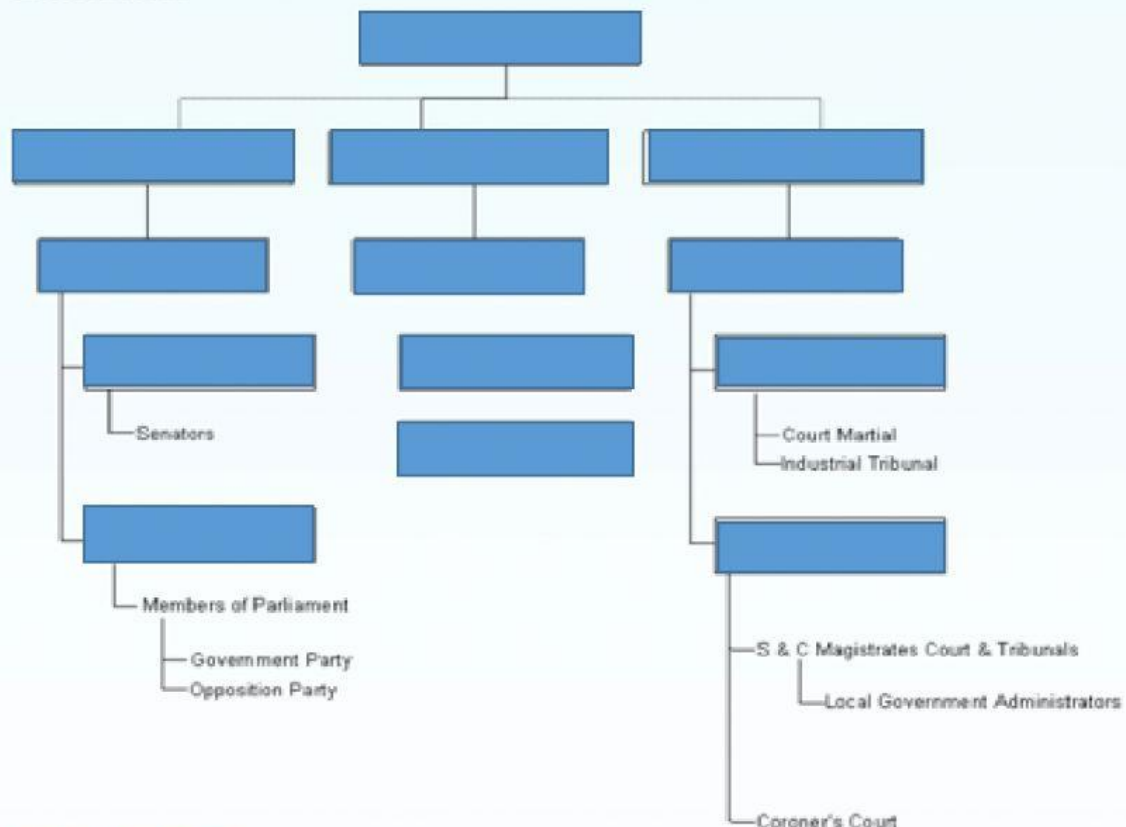 Senators
Members of Parliament
Government Party
Opposition Party
Court Martial
Industrial Tribunal
S & C Magistrates Court & Tribunals
Local Government Administrators
Coroner's Court